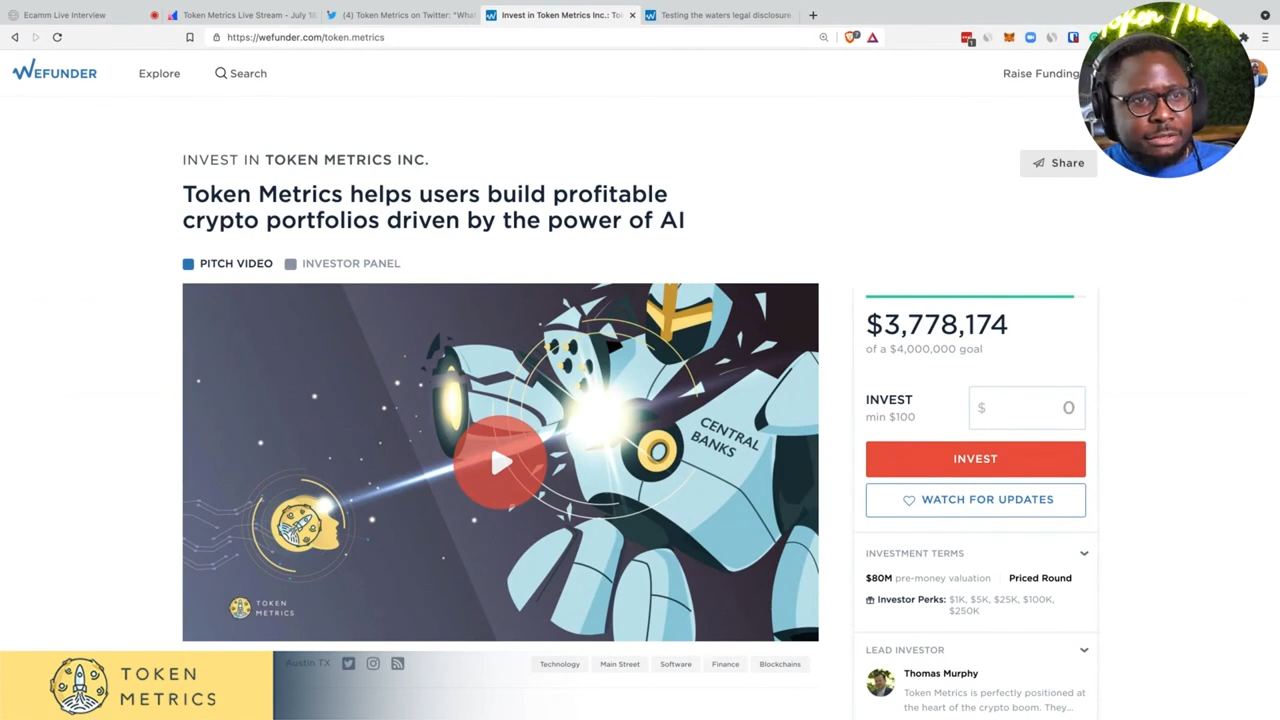 Ecamm Live Interview
Token Metrics Live Stream - July 18
(4) Token Metrics on Twitter: "What
Invest in Token Metrics Inc.: Tok
Testing the waters legal disclosure.
https://wefunder.com/token.metrics
7
1
WEFUNDER
Explore
Search
Raise Funding
INVEST IN TOKEN METRICS INC.
Share
Token Metrics helps users build profitable
crypto portfolios driven by the power of AI
PITCH VIDEO
INVESTOR PANEL
CENTRAL
BANKS
TOKEN
METRICS
$3,778,174
of a $4,000,000 goal
INVEST
min $100
$ 0
INVEST
WATCH FOR UPDATES
INVESTMENT TERMS
$80M pre-money valuation
Priced Round
Investor Perks: $1K, $5K, $25K, $100K,
$250K
LEAD INVESTOR
Thomas Murphy
Token Metrics is perfectly positioned at
the heart of the crypto boom. They...
Austin TX
Technology
Main Street
Software
Finance
Blockchains
TOKEN
METRICS